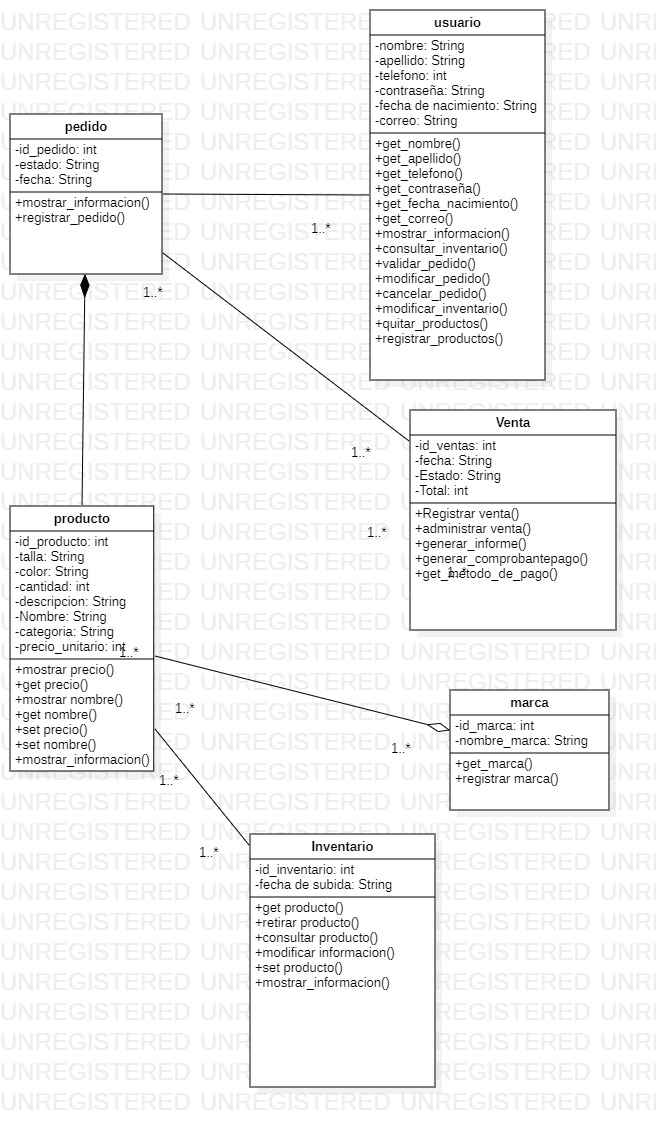 usuario
-nombre: String
-apellido: String
-telefono: int
-contraseña: String
-fecha de nacimiento: String
-correo: String
+get_nombre()
+get_apellido()
+get_telefono()
+get_contraseña()
+get_fecha_nacimiento()
+get_correo()
+mostrar_informacion()
+consultar_inventario()
+validar_pedido()
+modificar_pedido()
+cancelar_pedido()
+modificar_inventario()
+quitar_productos()
+registrar_productos()
pedido
-id_pedido: int
-estado: String
-fecha: String
+mostrar_informacion()
+registrar_pedido()
1..*
1..*
Venta
-id_ventas: int
-fecha: String
-Estado: String
-Total: int
+Registrar venta()
+administrar venta()
+generar_informe()
+generar_comprobantepago()
+get_metodo_de_pago()
1..*
1..*
1..*
producto
-id_producto: int
-talla: String
-color: String
-cantidad: int
-descripcion: String
-Nombre: String
-categoria: String
-precio_unitario: int
1..*
+mostrar precio()
+get precio()
+mostrar nombre()
+get nombre()
+set precio()
+set nombre()
+mostrar_informacion()
1..*
marca
-id_marca: int
-nombre_marca: String
+get_marca()
+registrar marca()
1..*
1..*
1..*
Inventario
-id_inventario: int
-fecha de subida: String
+get producto()
+retirar producto()
+consultar producto()
+modificar informacion()
+set producto()
+mostrar_informacion()
UNREGISTERED